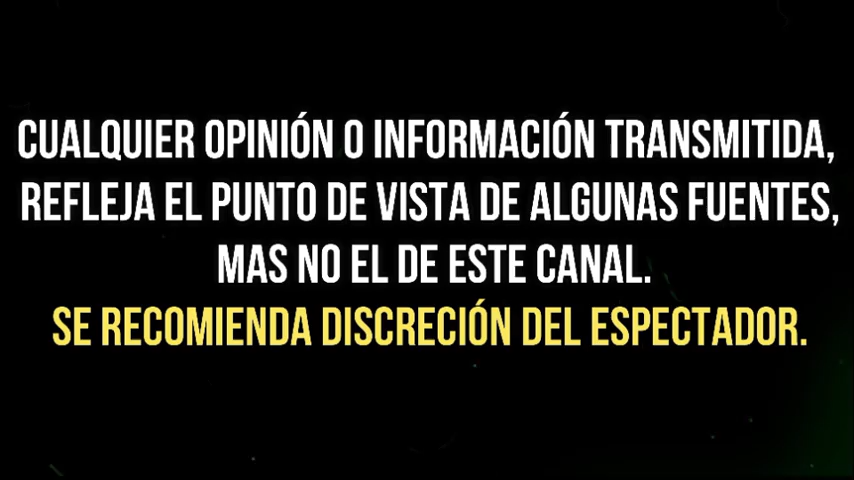 CUALQUIER OPINIÓN O INFORMACIÓN TRANSMITIDA,
REFLEJA EL PUNTO DE VISTA DE ALGUNAS FUENTES,
MAS NO EL DE ESTE CANAL.
SE RECOMIENDA DISCRECIÓN DEL ESPECTADOR.